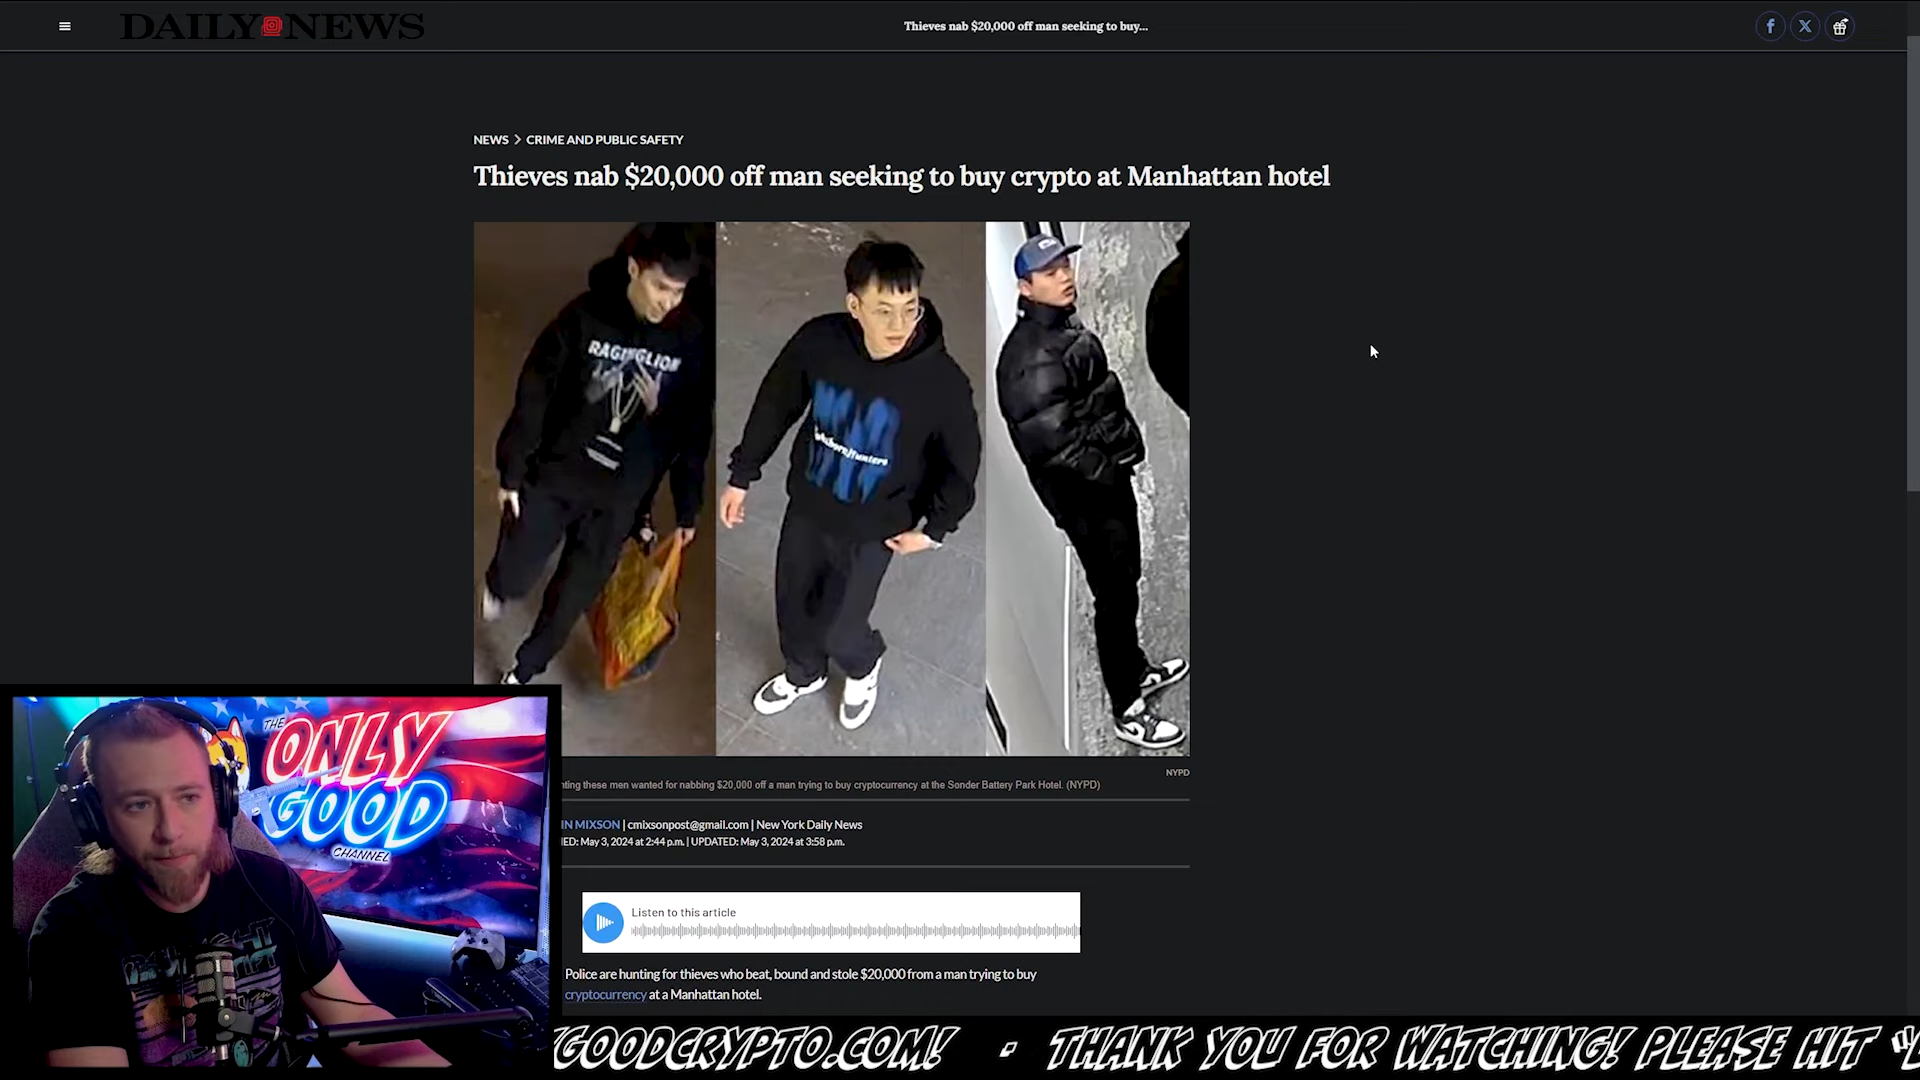 DAILY NEWS
Thieves nab $20,000 off man seeking to buy...
NEWS > CRIME AND PUBLIC SAFETY
Thieves nab $20,000 off man seeking to buy crypto at Manhattan hotel
NYPD
nting these men wanted for nabbing $20,000 off a man trying to buy cryptocurrency at the Sonder Battery Park Hotel. (NYPD)
IN MIXSON | cmixsonpost@gmail.com | New York Daily News
ED: May 3, 2024 at 2:44 p.m. | UPDATED: May 3, 2024 at 3:58 p.m.
Listen to this article
Police are hunting for thieves who beat, bound and stole $20,000 from a man trying to buy
cryptocurrency at a Manhattan hotel.
THE
ONLY
GOOD
CHANNEL
YGOODCRYPTO.COM! - THANK YOU FOR WATCHING! PLEASE HIT